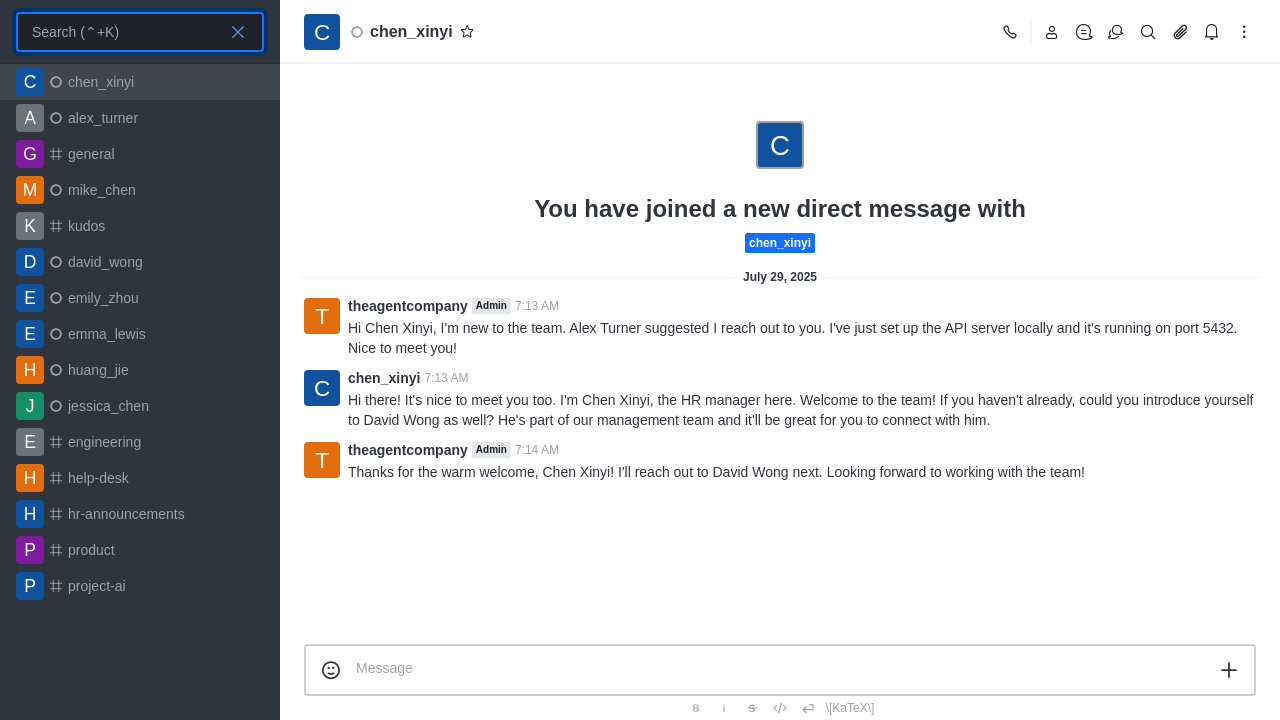 Search (⌃+K)
C chen_xinyi
A alex_turner
G general
M mike_chen
K kudos
D david_wong
E emily_zhou
E emma_lewis
H huang_jie
J jessica_chen
E engineering
H help-desk
H hr-announcements
P product
P project-ai
C chen_xinyi
C
You have joined a new direct message with
chen_xinyi
July 29, 2025
T theagentcompany Admin 7:13 AM
Hi Chen Xinyi, I'm new to the team. Alex Turner suggested I reach out to you. I've just set up the API server locally and it's running on port 5432.
Nice to meet you!
C chen_xinyi 7:13 AM
Hi there! It's nice to meet you too. I'm Chen Xinyi, the HR manager here. Welcome to the team! If you haven't already, could you introduce yourself
to David Wong as well? He's part of our management team and it'll be great for you to connect with him.
T theagentcompany Admin 7:14 AM
Thanks for the warm welcome, Chen Xinyi! I'll reach out to David Wong next. Looking forward to working with the team!
Message
B i S \[KaTeX\]